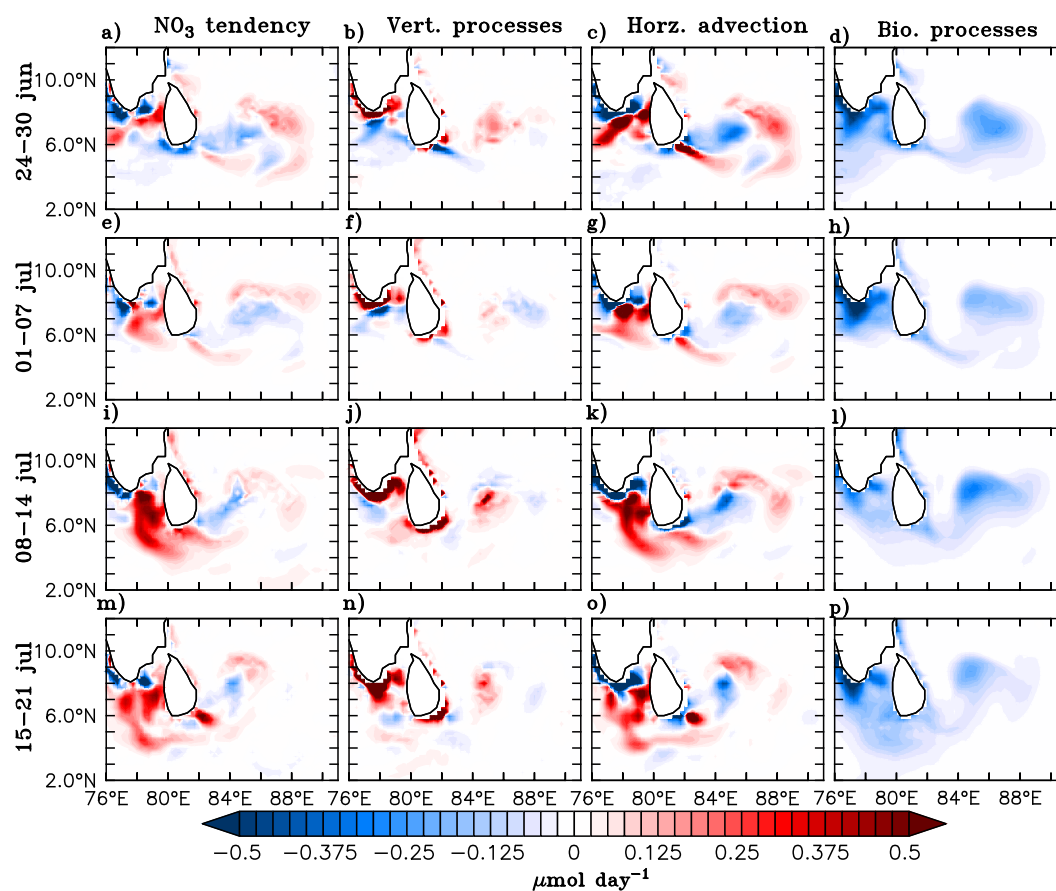 a) NO₃ tendency b) Vert. processes c) Horz. advection d) Bio. processes
24−30 jun
10.0°N
6.0°N
2.0°N
e) f) g) h)
01−07 jul
10.0°N
6.0°N
2.0°N
i) j) k) l)
08−14 jul
10.0°N
6.0°N
2.0°N
m) n) o) p)
15−21 jul
10.0°N
6.0°N
2.0°N
76°E 80°E 84°E 88°E 76°E 80°E 84°E 88°E 76°E 80°E 84°E 88°E 76°E 80°E 84°E 88°E
−0.5 −0.375 −0.25 −0.125 0 0.125 0.25 0.375 0.5
μmol day⁻¹